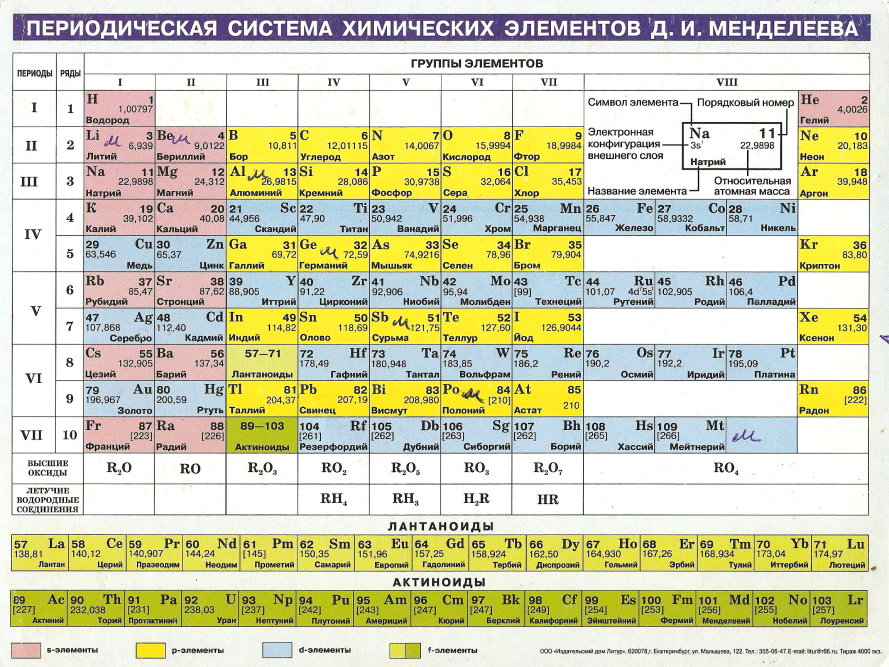 ПЕРИОДИЧЕСКАЯ СИСТЕМА ХИМИЧЕСКИХ ЭЛЕМЕНТОВ Д. И. МЕНДЕЛЕЕВА
ПЕРИОДЫ РЯДЫ ГРУППЫ ЭЛЕМЕНТОВ
I II III IV V VI VII VIII
I 1 H 1 1,00797 Водород He 2 4,0026 Гелий
Символ элемента Порядковый номер
Электронная конфигурация внешнего слоя
Na 11
3s¹ 22,9898
Натрий
Название элемента Относительная атомная масса
II 2 Li 3 6,939 Литий Be 4 9,0122 Бериллий B 5 10,811 Бор C 6 12,01115 Углерод N 7 14,0067 Азот O 8 15,9994 Кислород F 9 18,9984 Фтор Ne 10 20,183 Неон
III 3 Na 11 22,9898 Натрий Mg 12 24,312 Магний Al 13 26,9815 Алюминий Si 14 28,086 Кремний P 15 30,9738 Фосфор S 16 32,064 Сера Cl 17 35,453 Хлор Ar 18 39,948 Аргон
IV 4 K 19 39,102 Калий Ca 20 40,08 Кальций 21 Sc 44,956 Скандий 22 Ti 47,90 Титан 23 V 50,942 Ванадий 24 Cr 51,996 Хром 25 Mn 54,938 Марганец 26 Fe 55,847 Железо 27 Co 58,9332 Кобальт 28 Ni 58,71 Никель
5 29 Cu 63,546 Медь 30 Zn 65,37 Цинк Ga 31 69,72 Галлий Ge 32 72,59 Германий As 33 74,9216 Мышьяк Se 34 78,96 Селен Br 35 79,904 Бром Kr 36 83,80 Криптон
V 6 Rb 37 85,47 Рубидий Sr 38 87,62 Стронций 39 Y 88,905 Иттрий 40 Zr 91,22 Цирконий 41 Nb 92,906 Ниобий 42 Mo 95,94 Молибден 43 Tc [99] Технеций 44 Ru 101,07 4d⁷5s¹ Рутений 45 Rh 102,905 Родий 46 Pd 106,4 Палладий
7 47 Ag 107,868 Серебро 48 Cd 112,40 Кадмий In 49 114,82 Индий Sn 50 118,69 Олово Sb 51 121,75 Сурьма Te 52 127,60 Теллур I 53 126,9044 Йод Xe 54 131,30 Ксенон
VI 8 Cs 55 132,905 Цезий Ba 56 137,34 Барий 57—71 Лантаноиды 72 Hf 178,49 Гафний 73 Ta 180,948 Тантал 74 W 183,85 Вольфрам 75 Re 186,2 Рений 76 Os 190,2 Осмий 77 Ir 192,2 Иридий 78 Pt 195,09 Платина
9 79 Au 196,967 Золото 80 Hg 200,59 Ртуть Tl 81 204,37 Таллий Pb 82 207,19 Свинец Bi 83 208,980 Висмут Po 84 [210] Полоний At 85 210 Астат Rn 86 [222] Радон
VII 10 Fr 87 [223] Франций Ra 88 [226] Радий 89—103 Актиноиды 104 Rf [261] Резерфордий 105 Db [262] Дубний 106 Sg [263] Сиборгий 107 Bh [262] Борий 108 Hs [265] Хассий 109 Mt [266] Мейтнерий
ВЫСШИЕ ОКСИДЫ R₂O RO R₂O₃ RO₂ R₂O₅ RO₃ R₂O₇ RO₄
ЛЕТУЧИЕ ВОДОРОДНЫЕ СОЕДИНЕНИЯ RH₄ RH₃ H₂R HR
ЛАНТАНОИДЫ
57 La 138,81 Лантан 58 Ce 140,12 Церий 59 Pr 140,907 Празеодим 60 Nd 144,24 Неодим 61 Pm [145] Прометий 62 Sm 150,35 Самарий 63 Eu 151,96 Европий 64 Gd 157,25 Гадолиний 65 Tb 158,924 Тербий 66 Dy 162,50 Диспрозий 67 Ho 164,930 Гольмий 68 Er 167,26 Эрбий 69 Tm 168,934 Тулий 70 Yb 173,04 Иттербий 71 Lu 174,97 Лютеций
АКТИНОИДЫ
89 Ac [227] Актиний 90 Th 232,038 Торий 91 Pa [231] Протактиний 92 U 238,03 Уран 93 Np [237] Нептуний 94 Pu [242] Плутоний 95 Am [243] Америций 96 Cm [247] Кюрий 97 Bk [247] Берклий 98 Cf [249] Калифорний 99 Es [254] Эйнштейний 100 Fm [253] Фермий 101 Md [256] Менделевий 102 No [255] Нобелий 103 Lr [257] Лоуренсий
s-элементы p-элементы d-элементы f-элементы ООО «Издательский дом Литур», 620078,г. Екатеринбург, ул. Малышева, 122. Тел.: 355-06-47. E-mail: litur@r66.ru. Тираж 4000 экз.